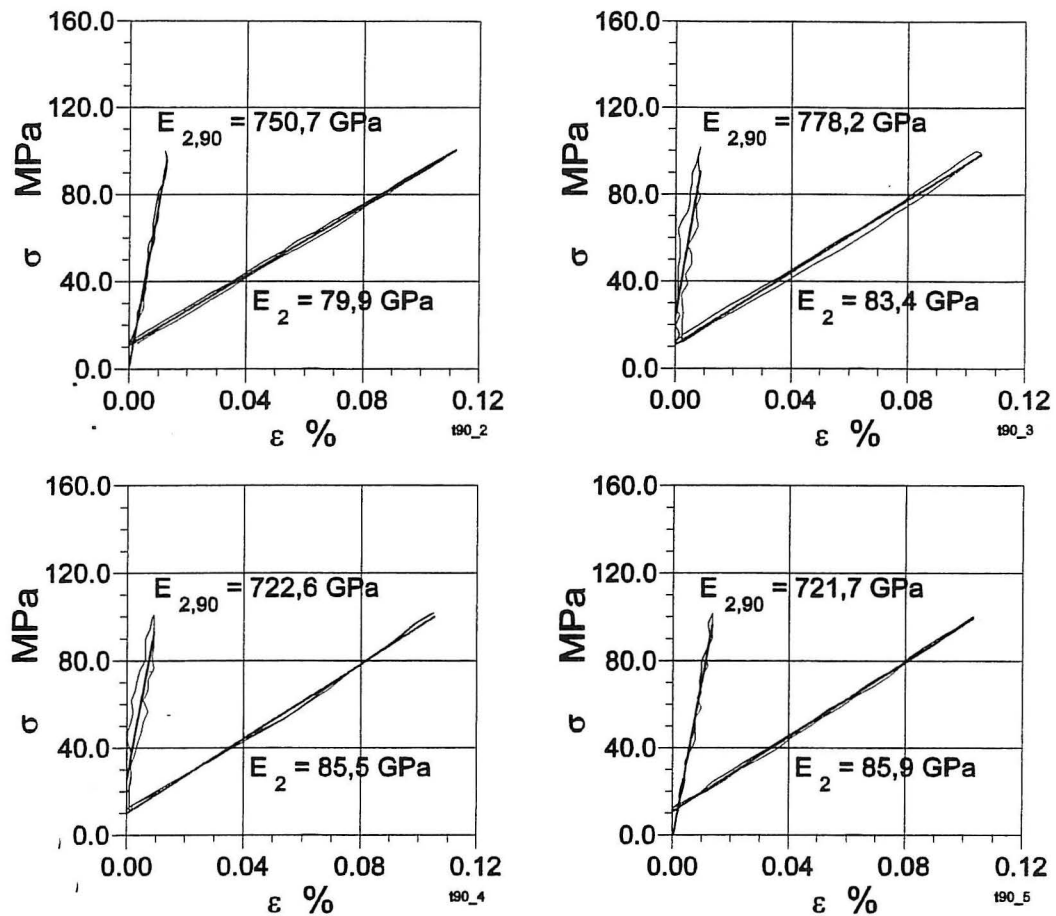 160.0
120.0
E 2,90 = 750,7 GPa
80.0
40.0
E 2 = 79,9 GPa
0.0
σ MPa
0.00 0.04 0.08 0.12
ε %
t90_2
160.0
120.0
E 2,90 = 778,2 GPa
80.0
40.0
E 2 = 83,4 GPa
0.0
σ MPa
0.00 0.04 0.08 0.12
ε %
t90_3
160.0
120.0
E 2,90 = 722,6 GPa
80.0
40.0
E 2 = 85,5 GPa
0.0
σ MPa
0.00 0.04 0.08 0.12
ε %
t90_4
160.0
120.0
E 2,90 = 721,7 GPa
80.0
40.0
E 2 = 85,9 GPa
0.0
σ MPa
0.00 0.04 0.08 0.12
ε %
t90_5